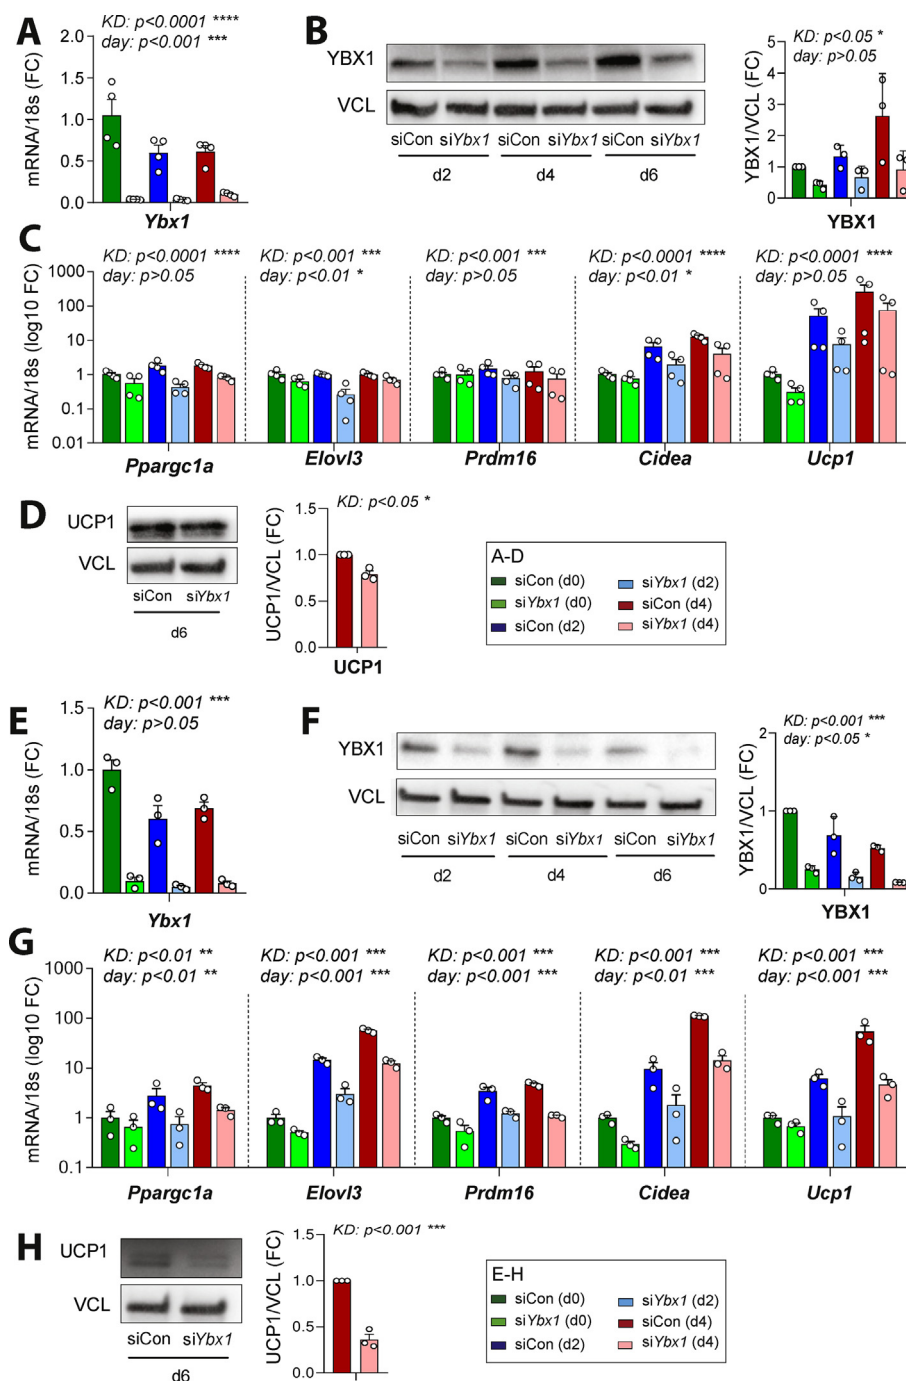 A
KD: p<0.0001 ****
day: p<0.001 ***
mRNA/18s (FC)
2.0
1.5
1.0
0.5
0.0
Ybx1
B
YBX1
VCL
siCon siYbx1 siCon siYbx1 siCon siYbx1
d2 d4 d6
KD: p<0.05 *
day: p>0.05
YBX1/VCL (FC)
5
4
3
2
1
0
YBX1
C
KD: p<0.0001 **** KD: p<0.001 *** KD: p<0.001 *** KD: p<0.0001 **** KD: p<0.0001 ****
day: p>0.05 day: p<0.01 * day: p>0.05 day: p<0.01 * day: p>0.05
mRNA/18s (log10 FC)
1000
100
10
1
0.1
0.01
Ppargc1a Elovl3 Prdm16 Cidea Ucp1
D
UCP1
VCL
siCon siYbx1
d6
KD: p<0.05 *
UCP1/VCL (FC)
1.5
1.0
0.5
0.0
UCP1
A-D
siCon (d0) siYbx1 (d2)
siYbx1 (d0) siCon (d4)
siCon (d2) siYbx1 (d4)
E
KD: p<0.001 ***
day: p>0.05
mRNA/18s (FC)
1.5
1.0
0.5
0.0
Ybx1
F
YBX1
VCL
siCon siYbx1 siCon siYbx1 siCon siYbx1
d2 d4 d6
KD: p<0.001 ***
day: p<0.05 *
YBX1/VCL (FC)
2
1
0
YBX1
G
KD: p<0.01 ** KD: p<0.001 *** KD: p<0.001 *** KD: p<0.001 *** KD: p<0.001 ***
day: p<0.01 ** day: p<0.001 *** day: p<0.001 *** day: p<0.01 *** day: p<0.001 ***
mRNA/18s (log10 FC)
1000
100
10
1
0.1
Ppargc1a Elovl3 Prdm16 Cidea Ucp1
H
UCP1
VCL
siCon siYbx1
d6
KD: p<0.001 ***
UCP1/VCL (FC)
1.5
1.0
0.5
0.0
E-H
siCon (d0) siYbx1 (d2)
siYbx1 (d0) siCon (d4)
siCon (d2) siYbx1 (d4)